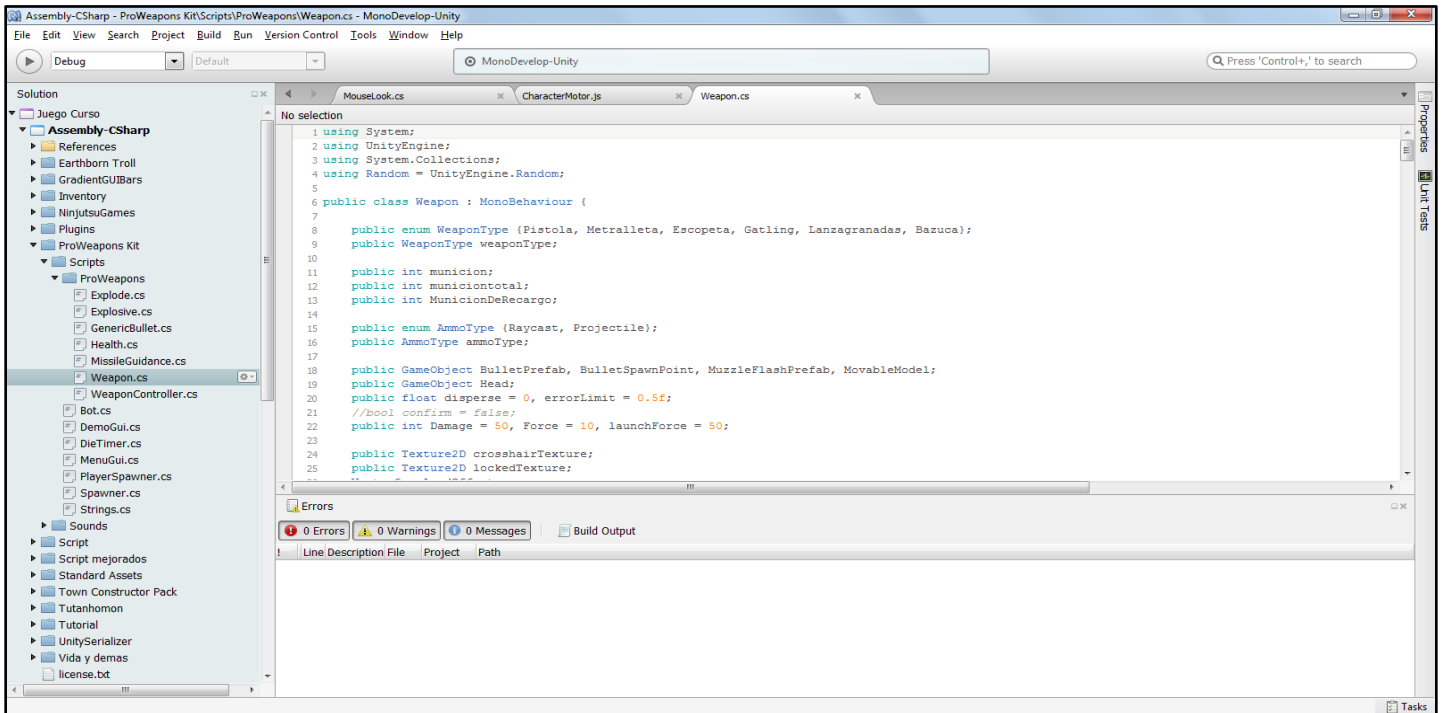 Assembly-CSharp - ProWeapons Kit\Scripts\ProWeapons\Weapon.cs - MonoDevelop-Unity
File Edit View Search Project Build Run Version Control Tools Window Help
Debug Default MonoDevelop-Unity Press 'Control+,' to search
Solution
Juego Curso
Assembly-CSharp
References
Earthborn Troll
GradientGUIBars
Inventory
NinjutsuGames
Plugins
ProWeapons Kit
Scripts
ProWeapons
Explode.cs
Explosive.cs
GenericBullet.cs
Health.cs
MissileGuidance.cs
Weapon.cs
WeaponController.cs
Bot.cs
DemoGui.cs
DieTimer.cs
MenuGui.cs
PlayerSpawner.cs
Spawner.cs
Strings.cs
Sounds
Script
Script mejorados
Standard Assets
Town Constructor Pack
Tutanhomon
Tutorial
UnitySerializer
Vida y demas
license.txt
MouseLook.cs CharacterMotor.js Weapon.cs
No selection
1 using System;
2 using UnityEngine;
3 using System.Collections;
4 using Random = UnityEngine.Random;
5
6 public class Weapon : MonoBehaviour {
7
8 public enum WeaponType {Pistola, Metralleta, Escopeta, Gatling, Lanzagranadas, Bazuca};
9 public WeaponType weaponType;
10
11 public int municion;
12 public int municiontotal;
13 public int MunicionDeRecargo;
14
15 public enum AmmoType {Raycast, Projectile};
16 public AmmoType ammoType;
17
18 public GameObject BulletPrefab, BulletSpawnPoint, MuzzleFlashPrefab, MovableModel;
19 public GameObject Head;
20 public float disperse = 0, errorLimit = 0.5f;
21 //bool confirm = false;
22 public int Damage = 50, Force = 10, launchForce = 50;
23
24 public Texture2D crosshairTexture;
25 public Texture2D lockedTexture;
Errors
0 Errors 0 Warnings 0 Messages Build Output
! Line Description File Project Path
Properties
Unit Tests
Tasks